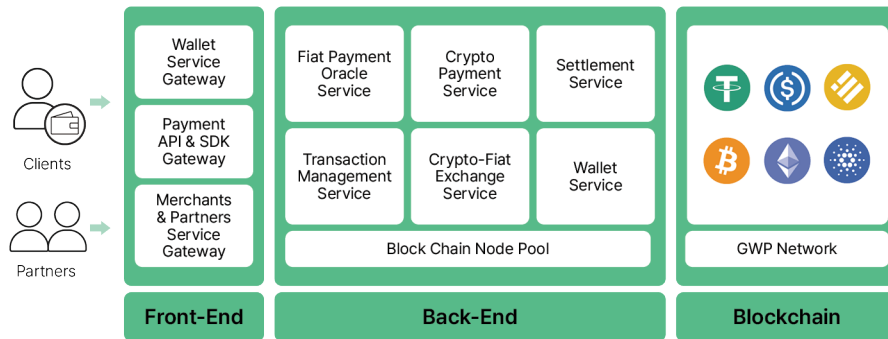 Clients
Partners
Wallet
Service
Gateway
Payment
API & SDK
Gateway
Merchants
& Partners
Service
Gateway
Front-End
Fiat Payment
Oracle
Service
Crypto
Payment
Service
Settlement
Service
Transaction
Management
Service
Crypto-Fiat
Exchange
Service
Wallet
Service
Block Chain Node Pool
Back-End
GWP Network
Blockchain